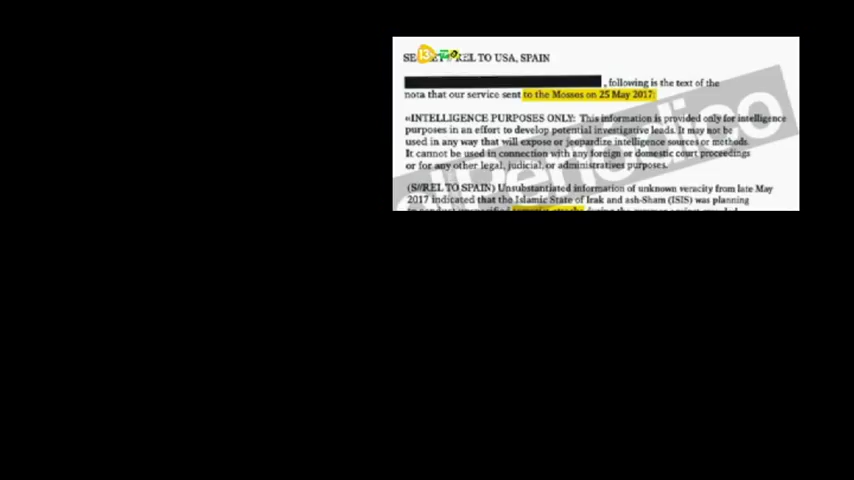 REL TO USA, SPAIN
, following is the text of the
nota that our service sent to the Mosses on 25 May 2017:
«INTELLIGENCE PURPOSES ONLY: This information is provided only for intelligence
purposes in an effort to develop potential investigative leads. It may not be
used in any way that will expose or jeopardize intelligence sources or methods.
It cannot be used in connection with any foreign or domestic court proceedings
or for any other legal, judicial, or administratives purposes.
(S//REL TO SPAIN) Unsubstantiated information of unknown veracity from late May
2017 indicated that the Islamic State of Irak and ash-Sham (ISIS) was planning
elPeriódico
13